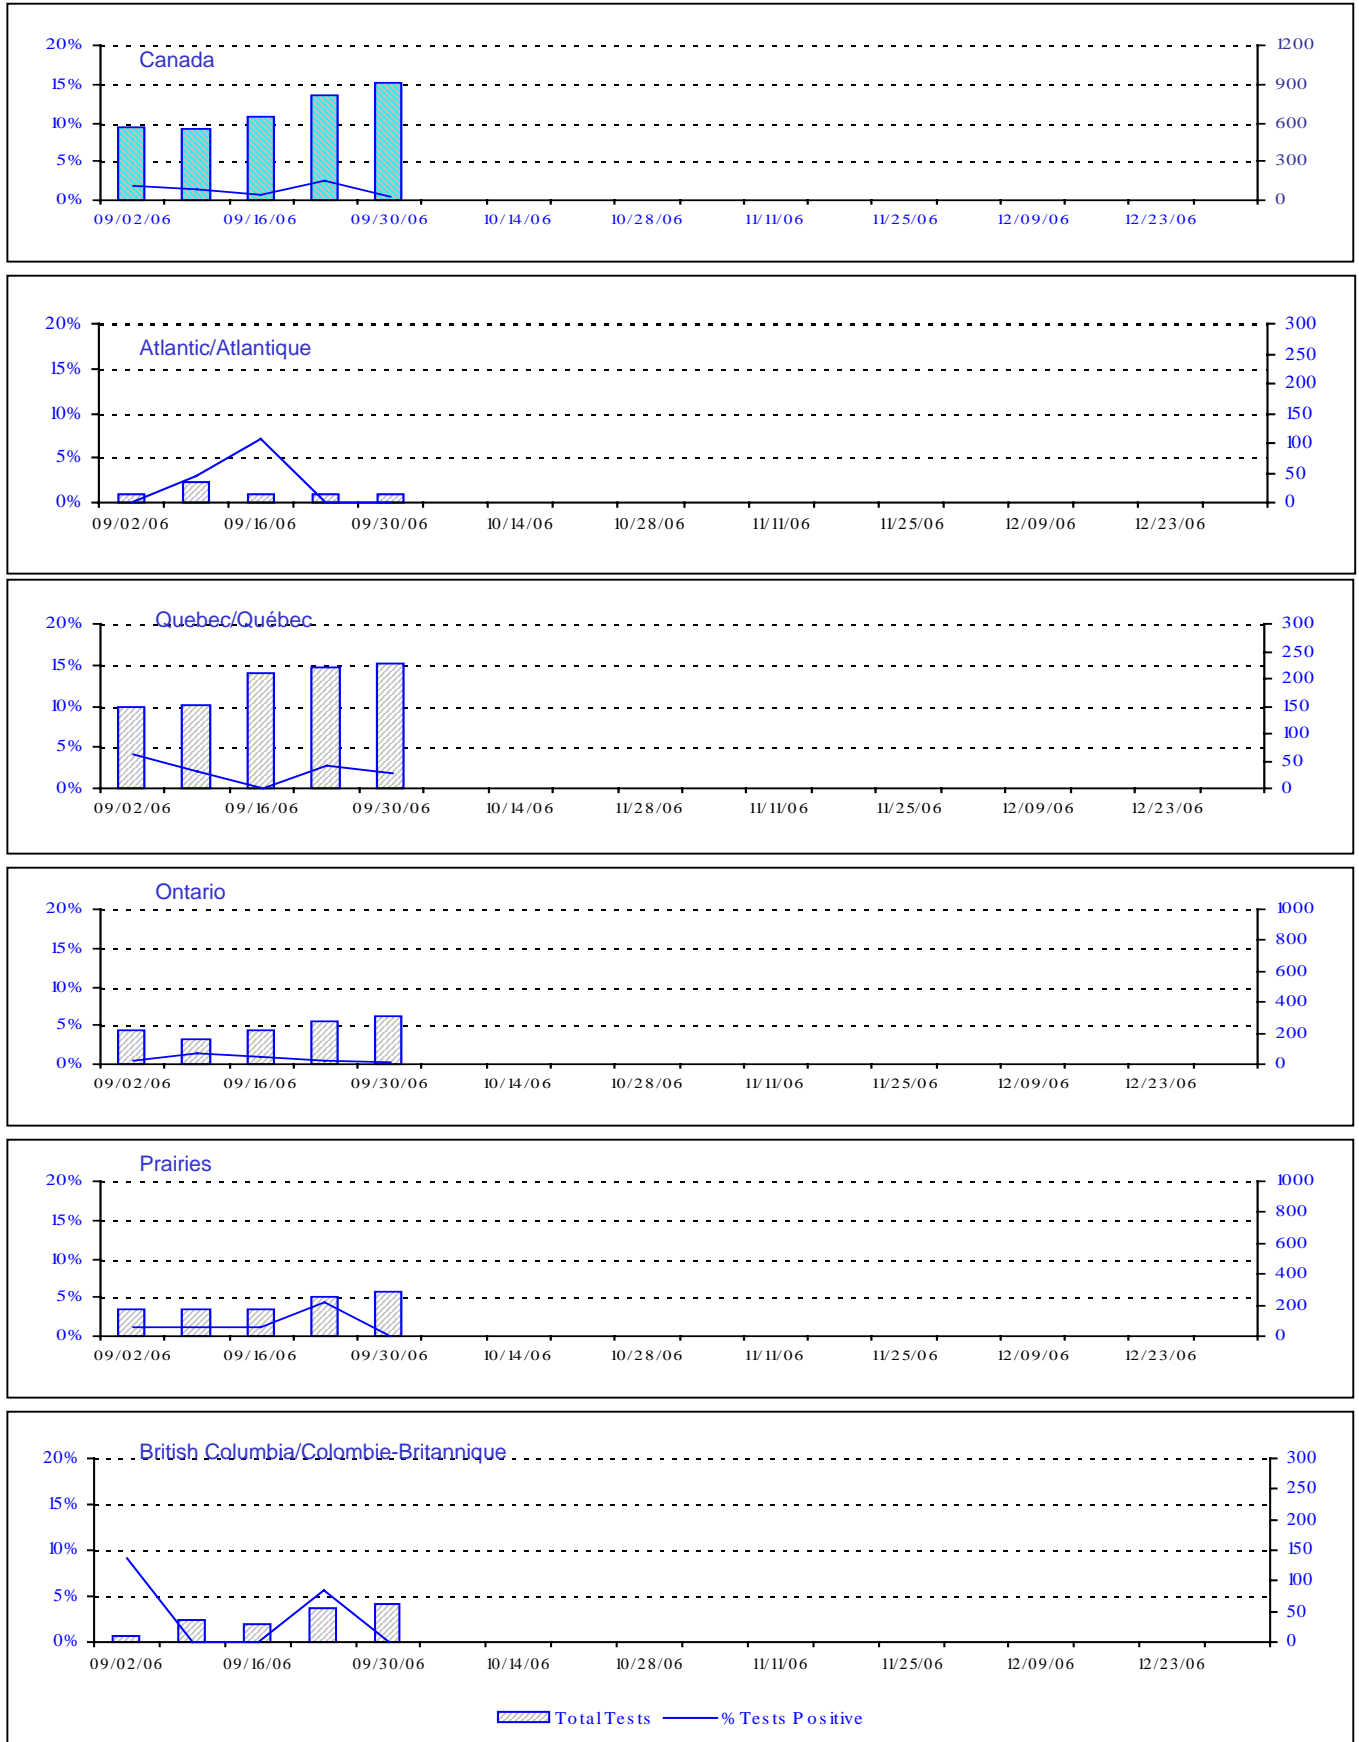 Canada
20% 1200
15% 900
10% 600
5% 300
0% 0
09/02/06 09/16/06 09/30/06 10/14/06 10/28/06 11/11/06 11/25/06 12/09/06 12/23/06
Atlantic/Atlantique
20% 300
250
15% 200
10% 150
100
5% 50
0% 0
09/02/06 09/16/06 09/30/06 10/14/06 10/28/06 11/11/06 11/25/06 12/09/06 12/23/06
Quebec/Québec
20% 300
250
15% 200
10% 150
100
5% 50
0% 0
09/02/06 09/16/06 09/30/06 10/14/06 11/28/06 11/11/06 11/25/06 12/09/06 12/23/06
Ontario
20% 1000
800
15% 600
10% 400
5% 200
0% 0
09/02/06 09/16/06 09/30/06 10/14/06 10/28/06 11/11/06 11/25/06 12/09/06 12/23/06
Prairies
20% 1000
800
15% 600
10% 400
5% 200
0% 0
09/02/06 09/16/06 09/30/06 10/14/06 10/28/06 11/11/06 11/25/06 12/09/06 12/23/06
British Columbia/Colombie-Britannique
20% 300
250
15% 200
10% 150
100
5% 50
0% 0
09/02/06 09/16/06 09/30/06 10/14/06 10/28/06 11/11/06 11/25/06 12/09/06 12/23/06
Total Tests % Tests Positive